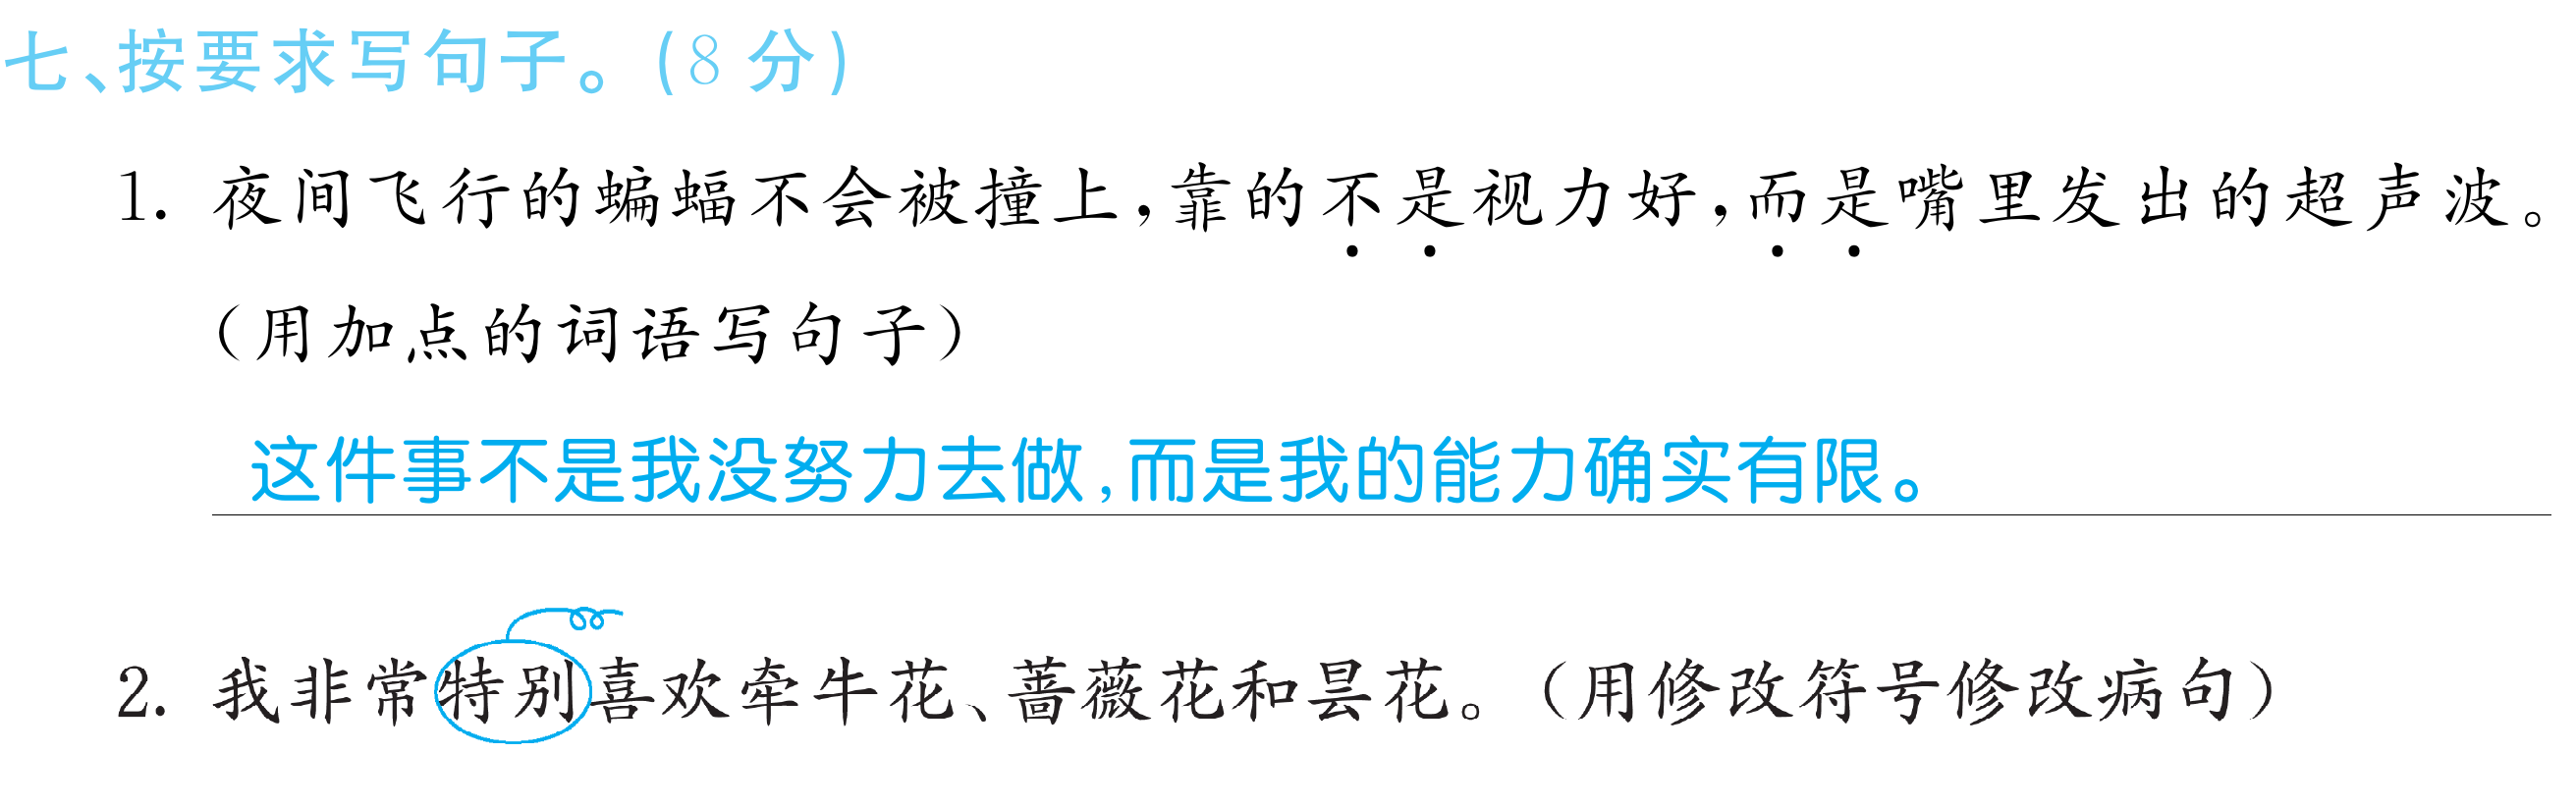 七、按要求写句子。(8 分)
1. 夜间飞行的蝙蝠不会被撞上,靠的不是视力好,而是嘴里发出的超声波。
(用加点的词语写句子)
这件事不是我没努力去做,而是我的能力确实有限。
2. 我非常特别喜欢牵牛花、蔷薇花和昙花。(用修改符号修改病句)